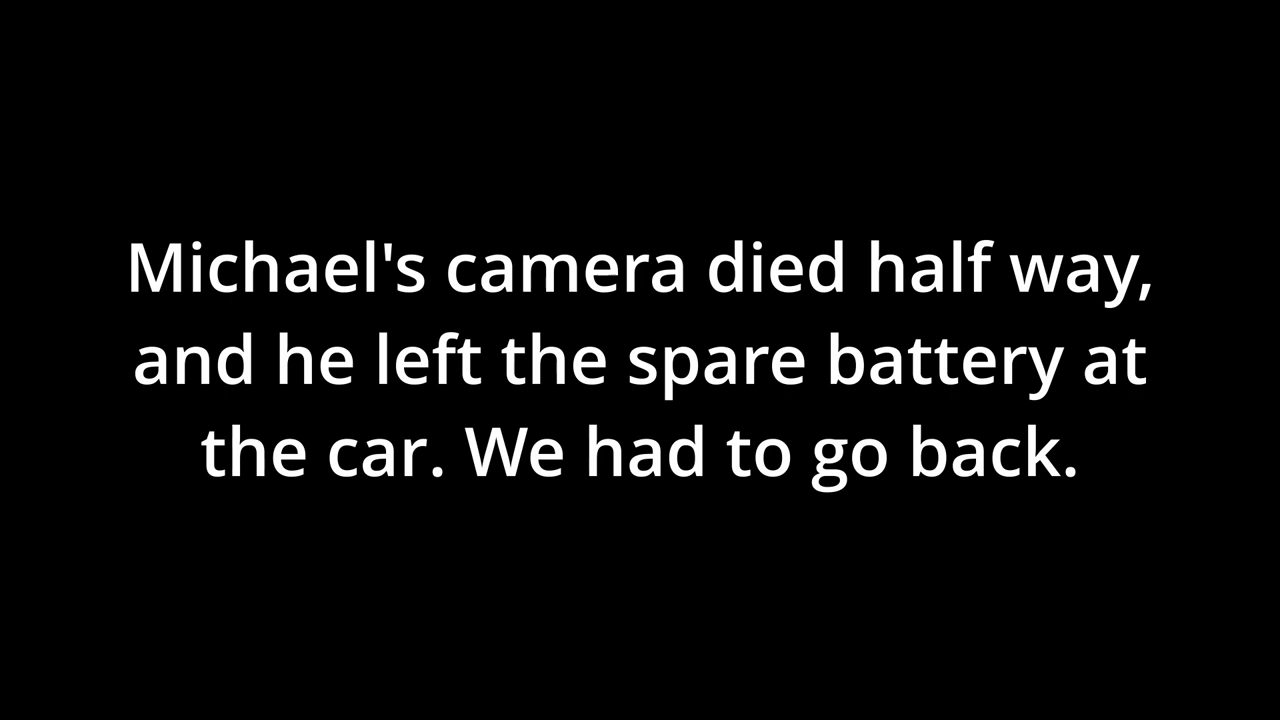 Michael's camera died half way,
and he left the spare battery at
the car. We had to go back.